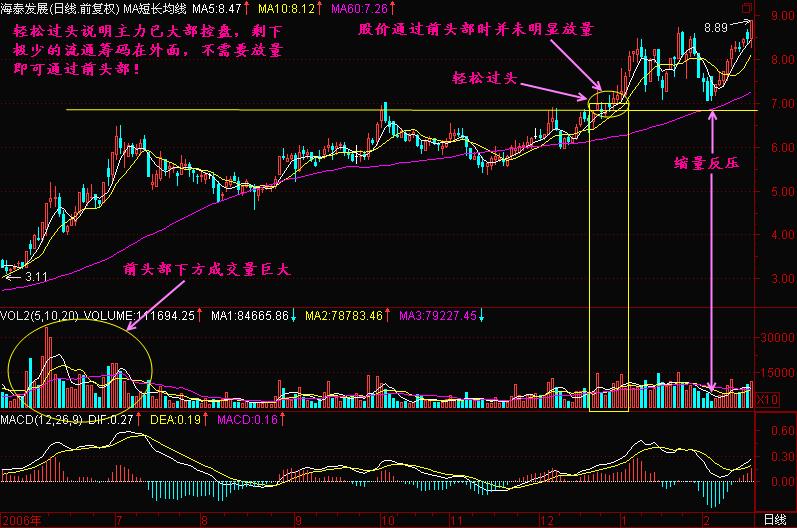 海泰发展(日线.前复权) MA短长均线 MA5:8.47↑ MA10:8.12↑ MA60:7.26↑
轻松过头说明主力已大部控盘，剩下
极少的流通筹码在外面，不需要放量
即可通过前头部！
股价通过前头部时并未明显放量
轻松过头
8.89
9.00
8.00
7.00
6.00
5.00
4.00
3.00
缩量反压
3.11
前头部下方成交量巨大
VOL2(5,10,20) VOLUME:111694.25↑ MA1:84665.86↓ MA2:78783.46↑ MA3:79227.45↓
30000
15000
X10
MACD(12,26,9) DIF:0.27↑ DEA:0.19↑ MACD:0.16↑
0.60
0.30
0.00
2006年 7 8 9 10 11 12 1 2 日线